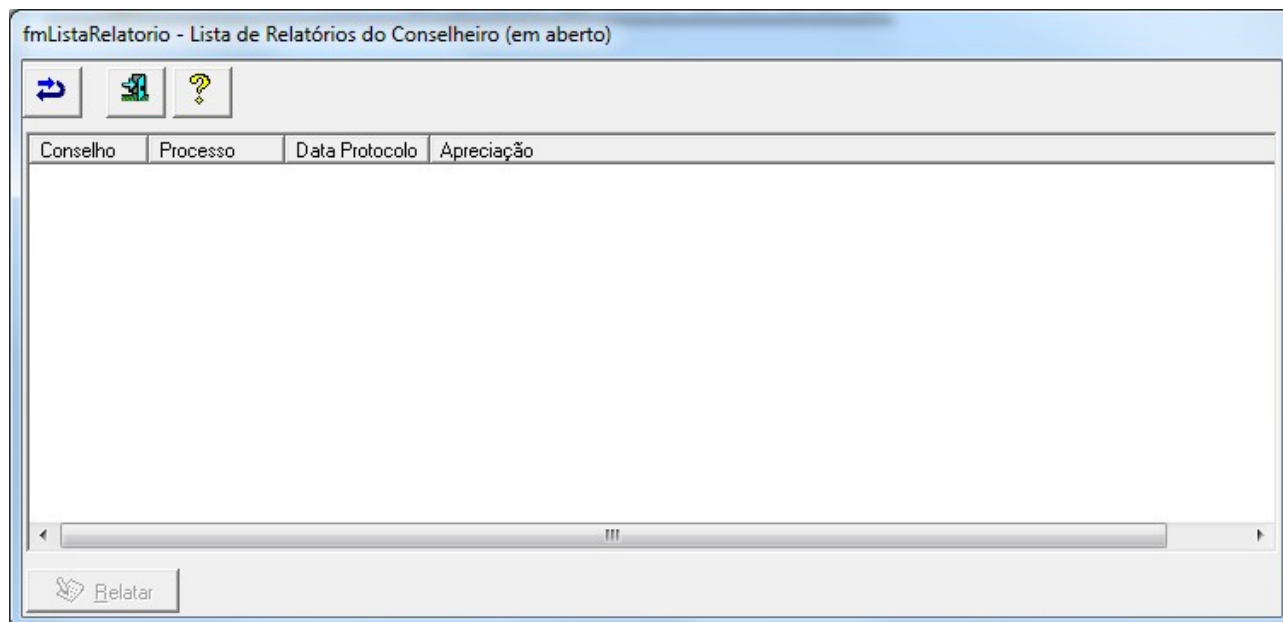 fmListaRelatorio - Lista de Relatórios do Conselheiro (em aberto)
Conselho Processo Data Protocolo Apreciação
Relatar